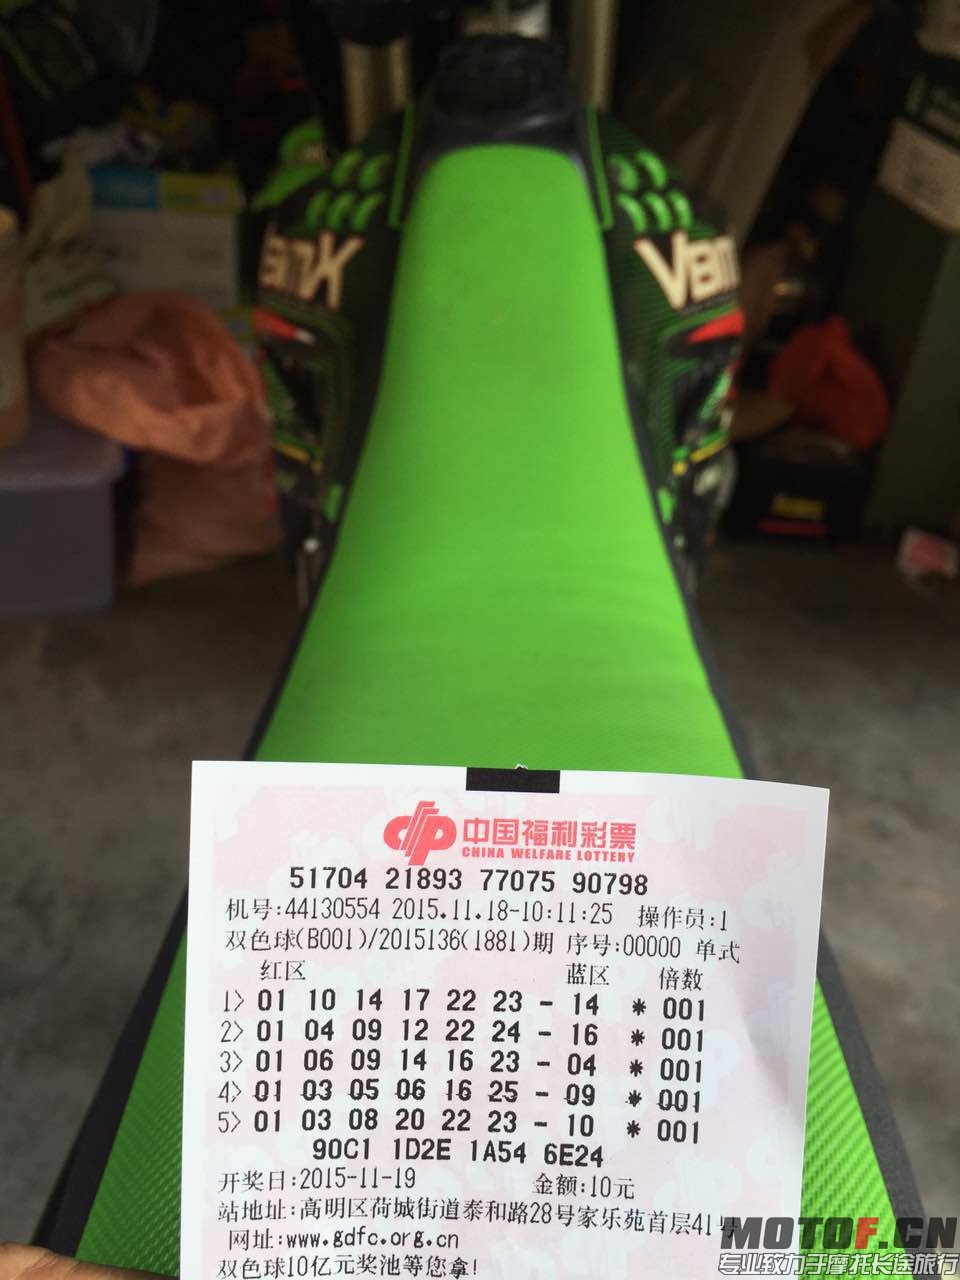 VanK
Van
中国福利彩票
CHINA WELFARE LOTTERY
51704 21893 77075 90798
机号:44130554 2015.11.18-10:11:25 操作员:1
双色球(B001)/2015136(1881)期 序号:00000 单式
红区 蓝区 倍数
1> 01 10 14 17 22 23 - 14 * 001
2> 01 04 09 12 22 24 - 16 * 001
3> 01 06 09 14 16 23 - 04 * 001
4> 01 03 05 06 16 25 - 09 * 001
5> 01 03 08 20 22 23 - 10 * 001
90C1 1D2E 1A54 6E24
开奖日:2015-11-19 金额:10元
站地址:高明区荷城街道泰和路28号家乐苑首层41号
网址:www.gdfc.org.cn
双色球10亿元奖池等您拿!
MOTOF.CN
专业致力于摩托长途旅行